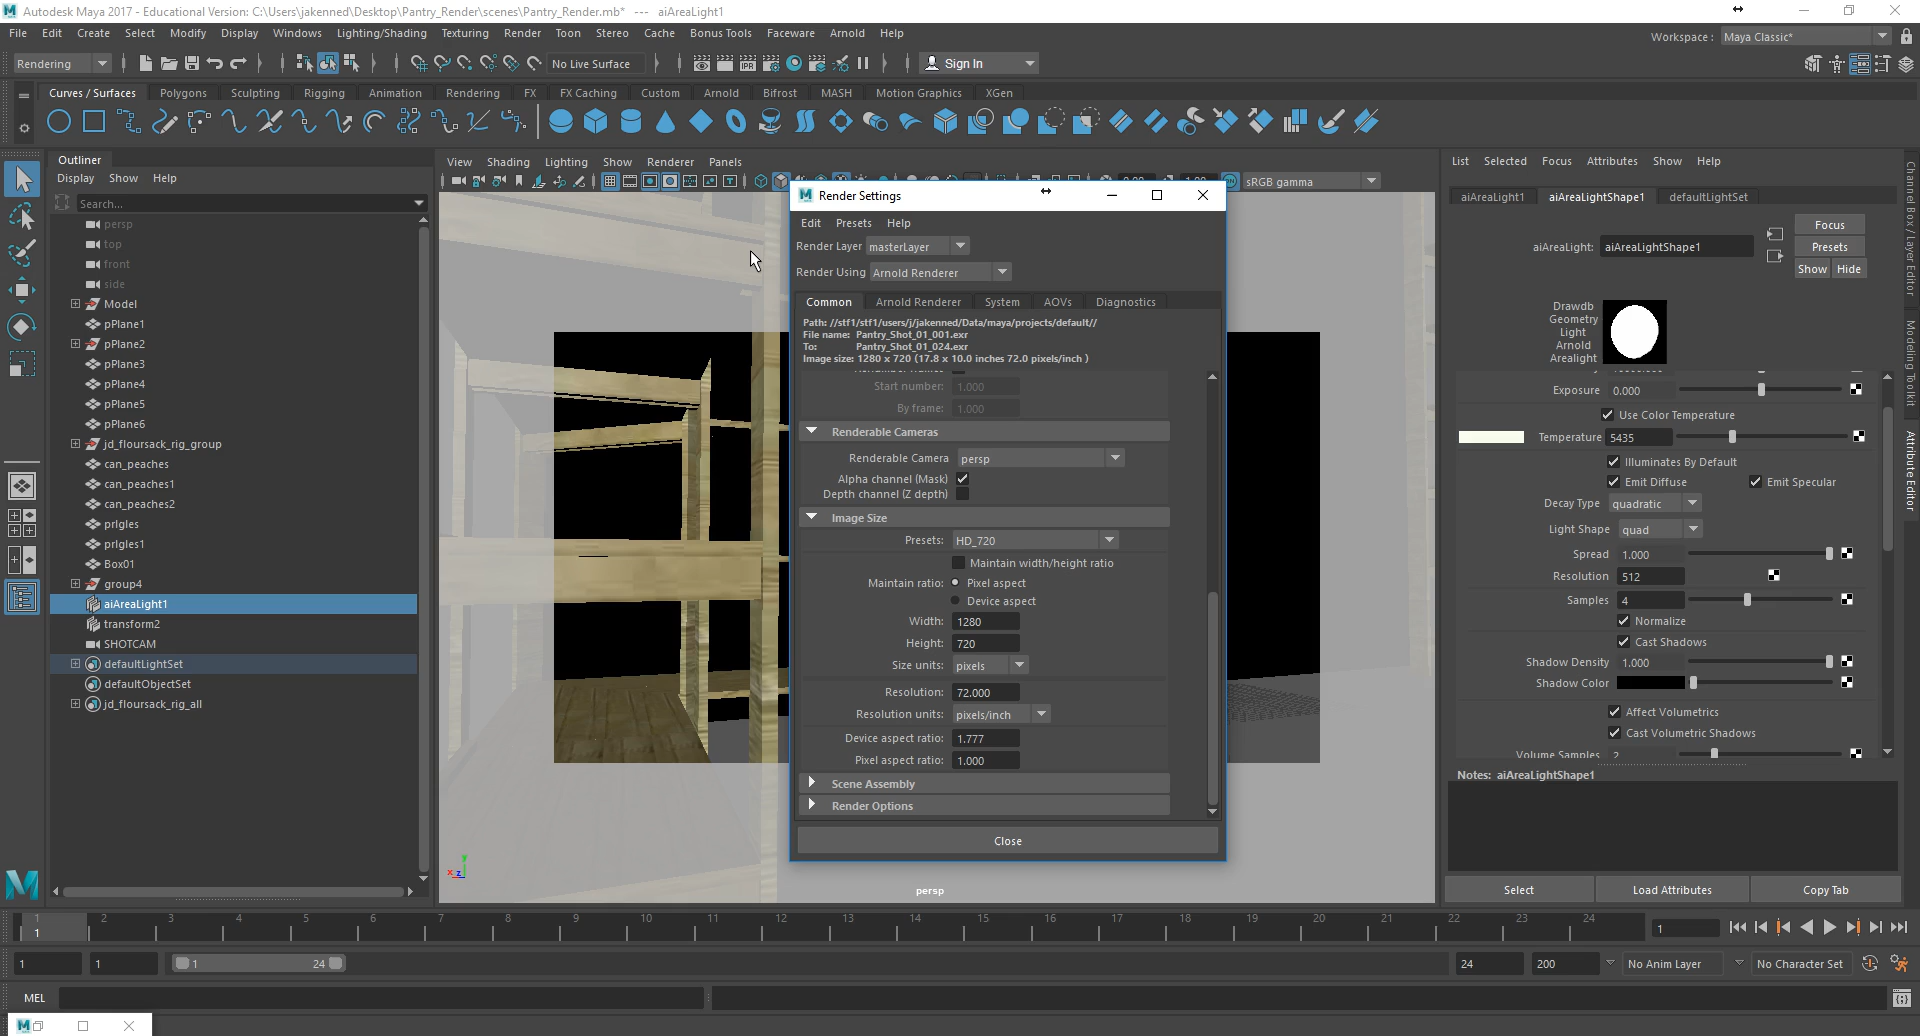 Autodesk Maya 2017 - Educational Version: C:\Users\jakenned\Desktop\Pantry_Render\scenes\Pantry_Render.mb* --- aiAreaLight1
File Edit Create Select Modify Display Windows Lighting/Shading Texturing Render Toon Stereo Cache Bonus Tools Faceware Arnold Help
Workspace : Maya Classic*
Rendering No Live Surface Sign In
Curves / Surfaces Polygons Sculpting Rigging Animation Rendering FX FX Caching Custom Arnold Bifrost MASH Motion Graphics XGen
Outliner
Display Show Help
Search...
persp
top
front
side
Model
pPlane1
pPlane2
pPlane3
pPlane4
pPlane5
pPlane6
jd_floursack_rig_group
can_peaches
can_peaches1
can_peaches2
prIgles
prIgles1
Box01
group4
aiAreaLight1
transform2
SHOTCAM
defaultLightSet
defaultObjectSet
jd_floursack_rig_all
View Shading Lighting Show Renderer Panels
sRGB gamma
Render Settings
Edit Presets Help
Render Layer masterLayer
Render Using Arnold Renderer
Common Arnold Renderer System AOVs Diagnostics
Path: //stf1/stf1/users/j/jakenned/Data/maya/projects/default//
File name: Pantry_Shot_01_001.exr
To: Pantry_Shot_01_024.exr
Image size: 1280 x 720 (17.8 x 10.0 inches 72.0 pixels/inch )
Start number: 1.000
By frame: 1.000
Renderable Cameras
Renderable Camera persp
Alpha channel (Mask)
Depth channel (Z depth)
Image Size
Presets: HD_720
Maintain width/height ratio
Maintain ratio: Pixel aspect
Device aspect
Width: 1280
Height: 720
Size units: pixels
Resolution: 72.000
Resolution units: pixels/inch
Device aspect ratio: 1.777
Pixel aspect ratio: 1.000
Scene Assembly
Render Options
Close
persp
List Selected Focus Attributes Show Help
aiAreaLight1 aiAreaLightShape1 defaultLightSet
aiAreaLight: aiAreaLightShape1
Focus
Presets
Show Hide
Drawdb
Geometry
Light
Arnold
Arealight
Exposure 0.000
Use Color Temperature
Temperature 5435
Illuminates By Default
Emit Diffuse Emit Specular
Decay Type quadratic
Light Shape quad
Spread 1.000
Resolution 512
Samples 4
Normalize
Cast Shadows
Shadow Density 1.000
Shadow Color
Affect Volumetrics
Cast Volumetric Shadows
Volume Samples 2
Notes: aiAreaLightShape1
Select Load Attributes Copy Tab
Channel Box / Layer Editor
Modeling Toolkit
Attribute Editor
1 2 3 4 5 6 7 8 9 10 11 12 13 14 15 16 17 18 19 20 21 22 23 24
1 1
1 1 1 24 24 200 No Anim Layer No Character Set
MEL